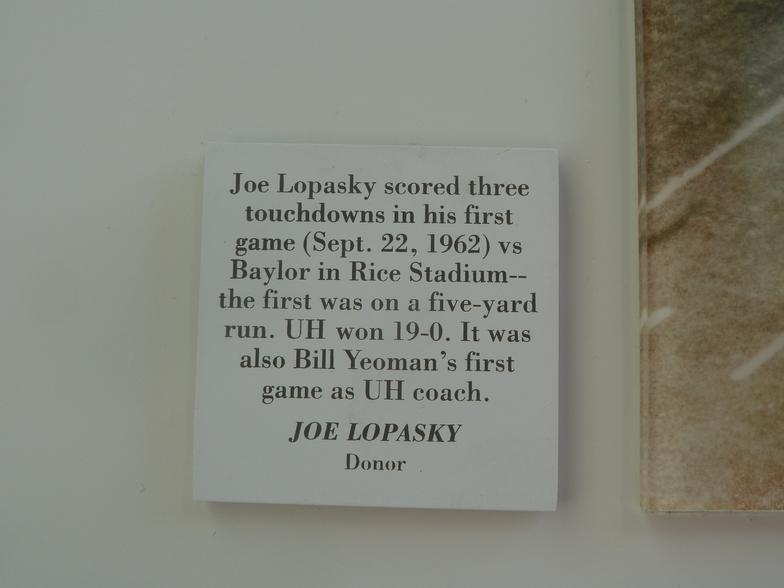 Joe Lopasky scored three
touchdowns in his first
game (Sept. 22, 1962) vs
Baylor in Rice Stadium--
the first was on a five-yard
run. UH won 19-0. It was
also Bill Yeoman's first
game as UH coach.
JOE LOPASKY
Donor